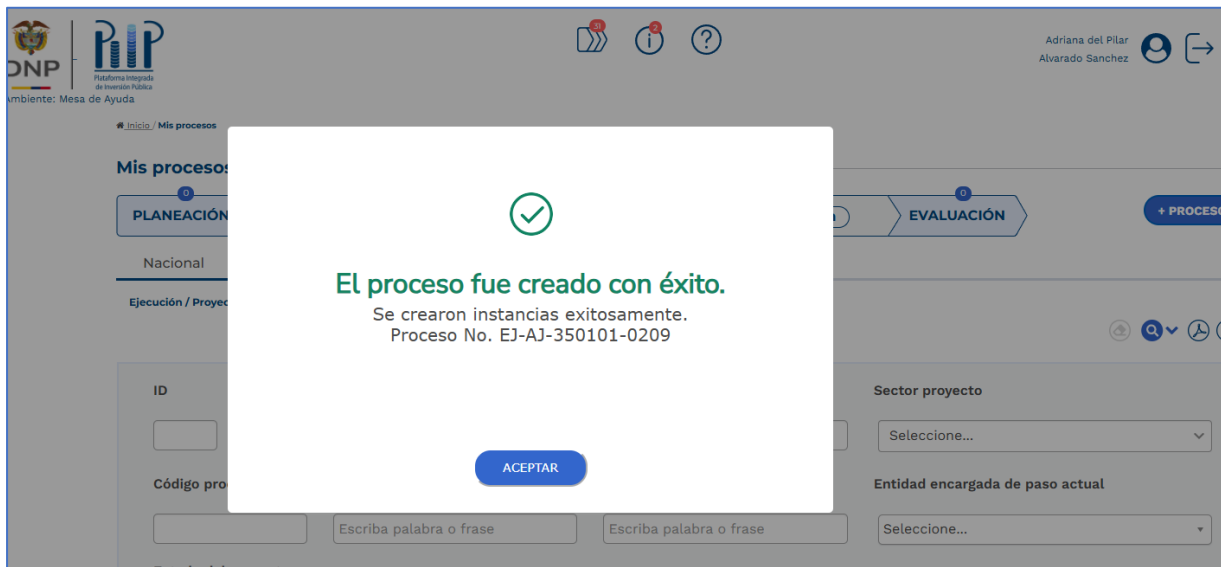 31
2
DNP
PIIP
Plataforma Integrada
de Inversión Pública
Ambiente: Mesa de Ayuda
Adriana del Pilar
Alvarado Sanchez
Inicio / Mis procesos
Mis procesos
0
PLANEACIÓN
0
EVALUACIÓN
+ PROCESO
Nacional
Ejecución / Proyec
El proceso fue creado con éxito.
Se crearon instancias exitosamente.
Proceso No. EJ-AJ-350101-0209
ACEPTAR
ID
Sector proyecto
Seleccione...
Código pro
Entidad encargada de paso actual
Escriba palabra o frase
Escriba palabra o frase
Seleccione...